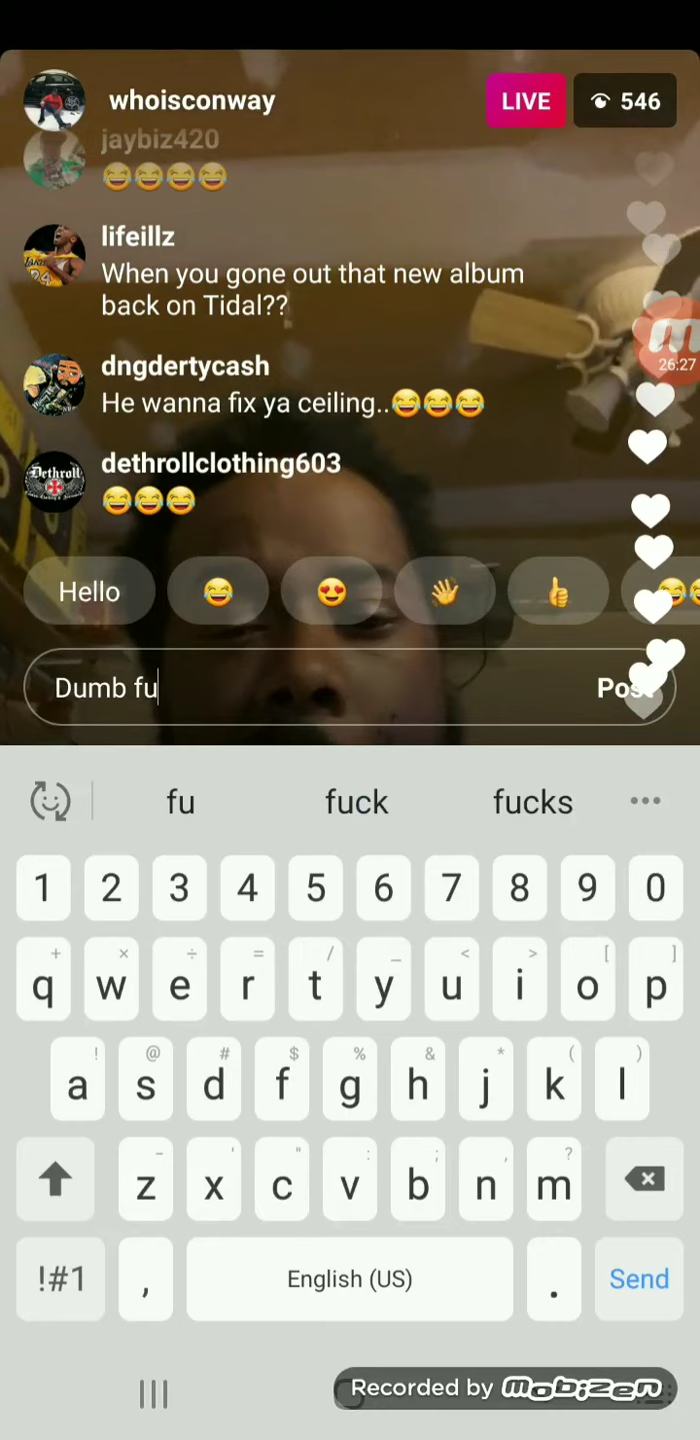 whoisconway
LIVE
546
jaybiz420
😂😂😂😂
lifeillz
When you gone out that new album
back on Tidal??
dngdertycash
He wanna fix ya ceiling..😂😂😂
26:27
dethrollclothing603
😂😂😂
Hello 😂 😍 👋 👍 😂
Dumb fu
Post
fu fuck fucks
1 2 3 4 5 6 7 8 9 0
+ × ÷ = / _ < > [ ]
q w e r t y u i o p
! @ # $ % & * ( )
a s d f g h j k l
- ' " : ; , ?
z x c v b n m
!#1 , English (US) . Send
Recorded by mobizen